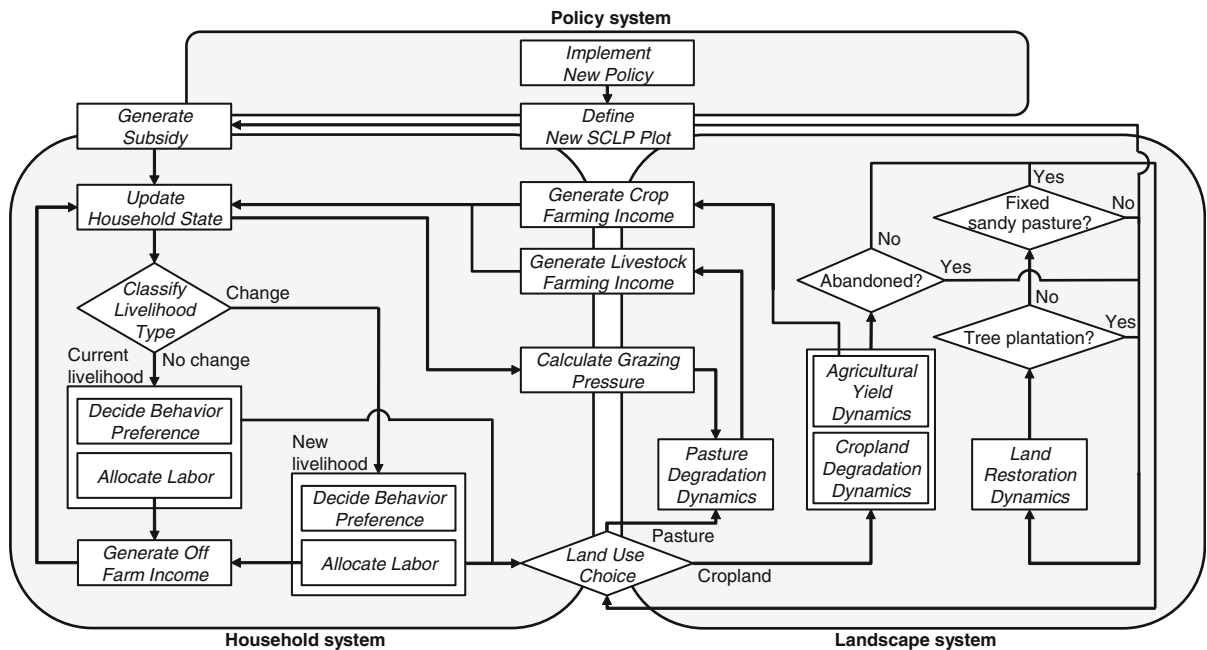 Policy system
Implement
New Policy
Generate
Subsidy
Define
New SCLP Plot
Update
Household State
Generate Crop
Farming Income
Yes
Fixed
sandy pasture?
No
No
Generate Livestock
Farming Income
Abandoned?
Yes
Classify
Livelihood
Type
Change
No
Tree plantation?
Yes
Current
livelihood
No change
Calculate Grazing
Pressure
Agricultural
Yield
Dynamics
Decide Behavior
Preference
Allocate Labor
New
livelihood
Pasture
Degradation
Dynamics
Cropland
Degradation
Dynamics
Land
Restoration
Dynamics
Decide Behavior
Preference
Allocate Labor
Generate Off
Farm Income
Pasture
Land Use
Choice
Cropland
Household system
Landscape system